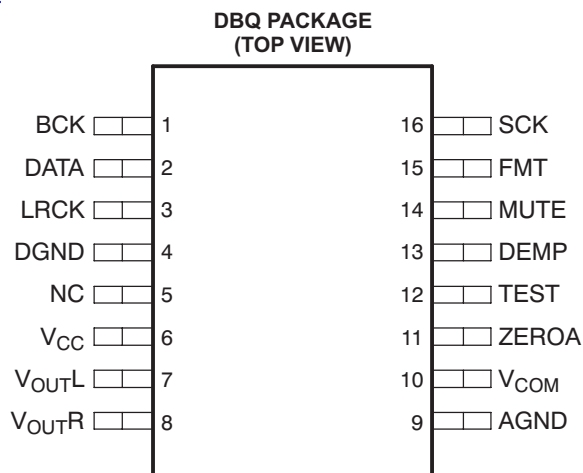 DBQ PACKAGE
(TOP VIEW)
BCK 1 16 SCK
DATA 2 15 FMT
LRCK 3 14 MUTE
DGND 4 13 DEMP
NC 5 12 TEST
VCC 6 11 ZEROA
VOUTL 7 10 VCOM
VOUTR 8 9 AGND